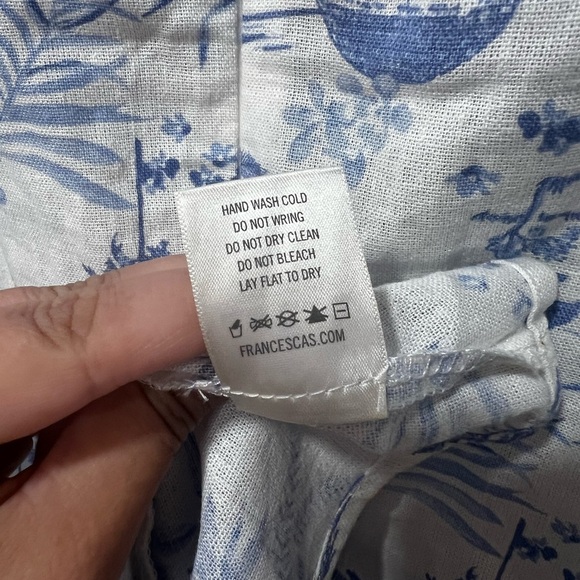 HAND WASH COLD
DO NOT WRING
DO NOT DRY CLEAN
DO NOT BLEACH
LAY FLAT TO DRY
FRANCESCAS.COM